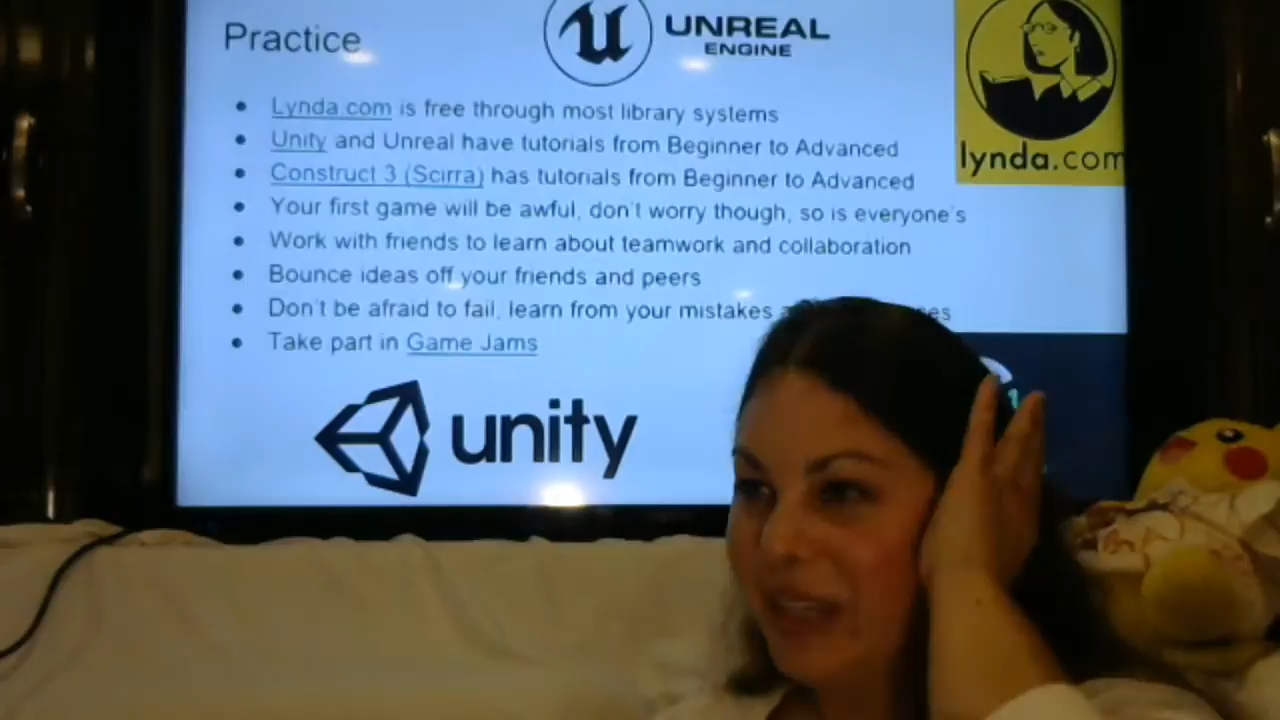 Practice
UNREAL
ENGINE
Lynda.com is free through most library systems
Unity and Unreal have tutorials from Beginner to Advanced
Construct 3 (Scirra) has tutorials from Beginner to Advanced
Your first game will be awful, don't worry though, so is everyone's
Work with friends to learn about teamwork and collaboration
Bounce ideas off your friends and peers
Don't be afraid to fail, learn from your mistakes
Take part in Game Jams
lynda.com
unity